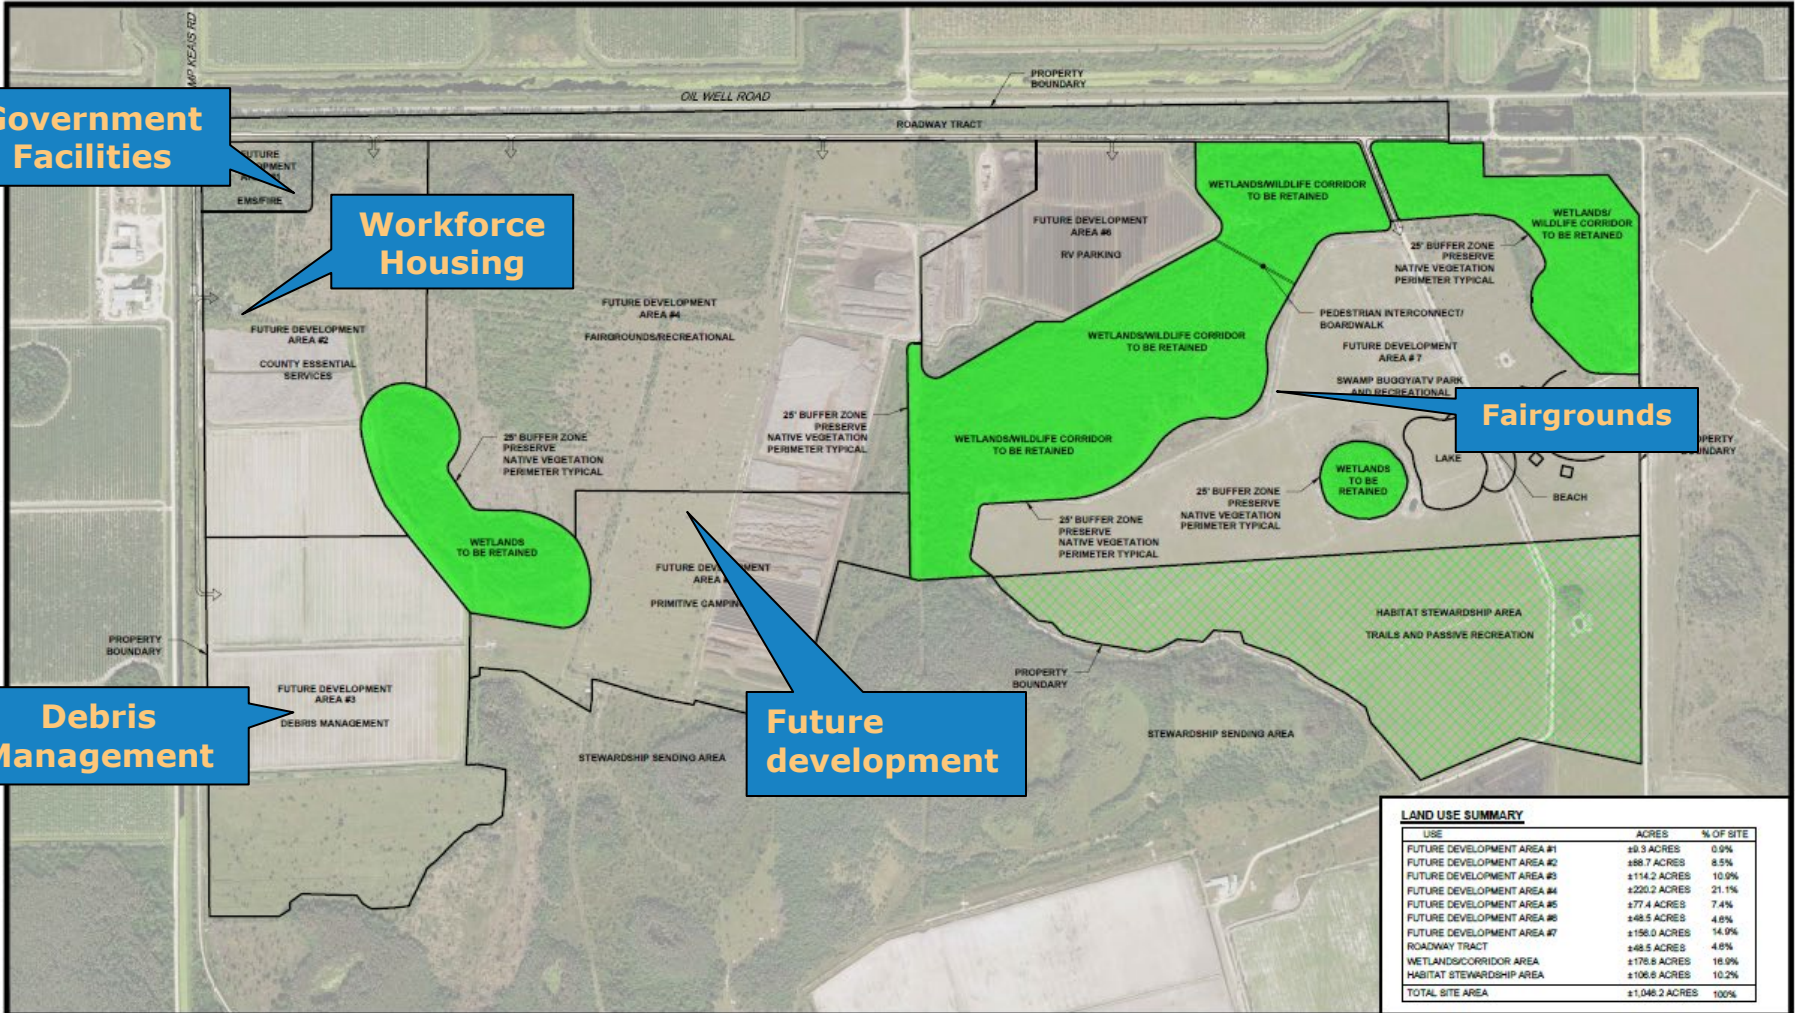 MP KEAIS RD
OIL WELL ROAD
PROPERTY
BOUNDARY
ROADWAY TRACT
Government
Facilities
FUTURE
EMS/FIRE
Workforce
Housing
FUTURE DEVELOPMENT
AREA #2
COUNTY ESSENTIAL
SERVICES
FUTURE DEVELOPMENT
AREA #4
FAIRGROUNDS/RECREATIONAL
FUTURE DEVELOPMENT
AREA #6
RV PARKING
WETLANDS/WILDLIFE CORRIDOR
TO BE RETAINED
WETLANDS/
WILDLIFE CORRIDOR
TO BE RETAINED
25' BUFFER ZONE
PRESERVE
NATIVE VEGETATION
PERIMETER TYPICAL
PEDESTRIAN INTERCONNECT/
BOARDWALK
WETLANDS/WILDLIFE CORRIDOR
TO BE RETAINED
FUTURE DEVELOPMENT
AREA # 7
SWAMP BUGGY/ATV PARK
AND RECREATIONAL
Fairgrounds
25' BUFFER ZONE
PRESERVE
NATIVE VEGETATION
PERIMETER TYPICAL
25' BUFFER ZONE
PRESERVE
NATIVE VEGETATION
PERIMETER TYPICAL
WETLANDS/WILDLIFE CORRIDOR
TO BE RETAINED
WETLANDS
TO BE
RETAINED
LAKE
BEACH
OPERTY
UNDARY
25' BUFFER ZONE
PRESERVE
NATIVE VEGETATION
PERIMETER TYPICAL
25' BUFFER ZONE
PRESERVE
NATIVE VEGETATION
PERIMETER TYPICAL
WETLANDS
TO BE RETAINED
FUTURE DEV MENT
AREA
PRIMITIVE CAMPIN
HABITAT STEWARDSHIP AREA
TRAILS AND PASSIVE RECREATION
PROPERTY
BOUNDARY
PROPERTY
BOUNDARY
FUTURE DEVELOPMENT
AREA #3
DEBRIS MANAGEMENT
Debris
Management
Future
development
STEWARDSHIP SENDING AREA
STEWARDSHIP SENDING AREA
LAND USE SUMMARY
USE ACRES % OF SITE
FUTURE DEVELOPMENT AREA #1 ±9.3 ACRES 0.9%
FUTURE DEVELOPMENT AREA #2 ±88.7 ACRES 8.5%
FUTURE DEVELOPMENT AREA #3 ±114.2 ACRES 10.9%
FUTURE DEVELOPMENT AREA #4 ±220.2 ACRES 21.1%
FUTURE DEVELOPMENT AREA #5 ±77.4 ACRES 7.4%
FUTURE DEVELOPMENT AREA #6 ±48.5 ACRES 4.6%
FUTURE DEVELOPMENT AREA #7 ±156.0 ACRES 14.9%
ROADWAY TRACT ±48.5 ACRES 4.6%
WETLANDS/CORRIDOR AREA ±176.8 ACRES 16.9%
HABITAT STEWARDSHIP AREA ±106.6 ACRES 10.2%
TOTAL SITE AREA ±1,046.2 ACRES 100%